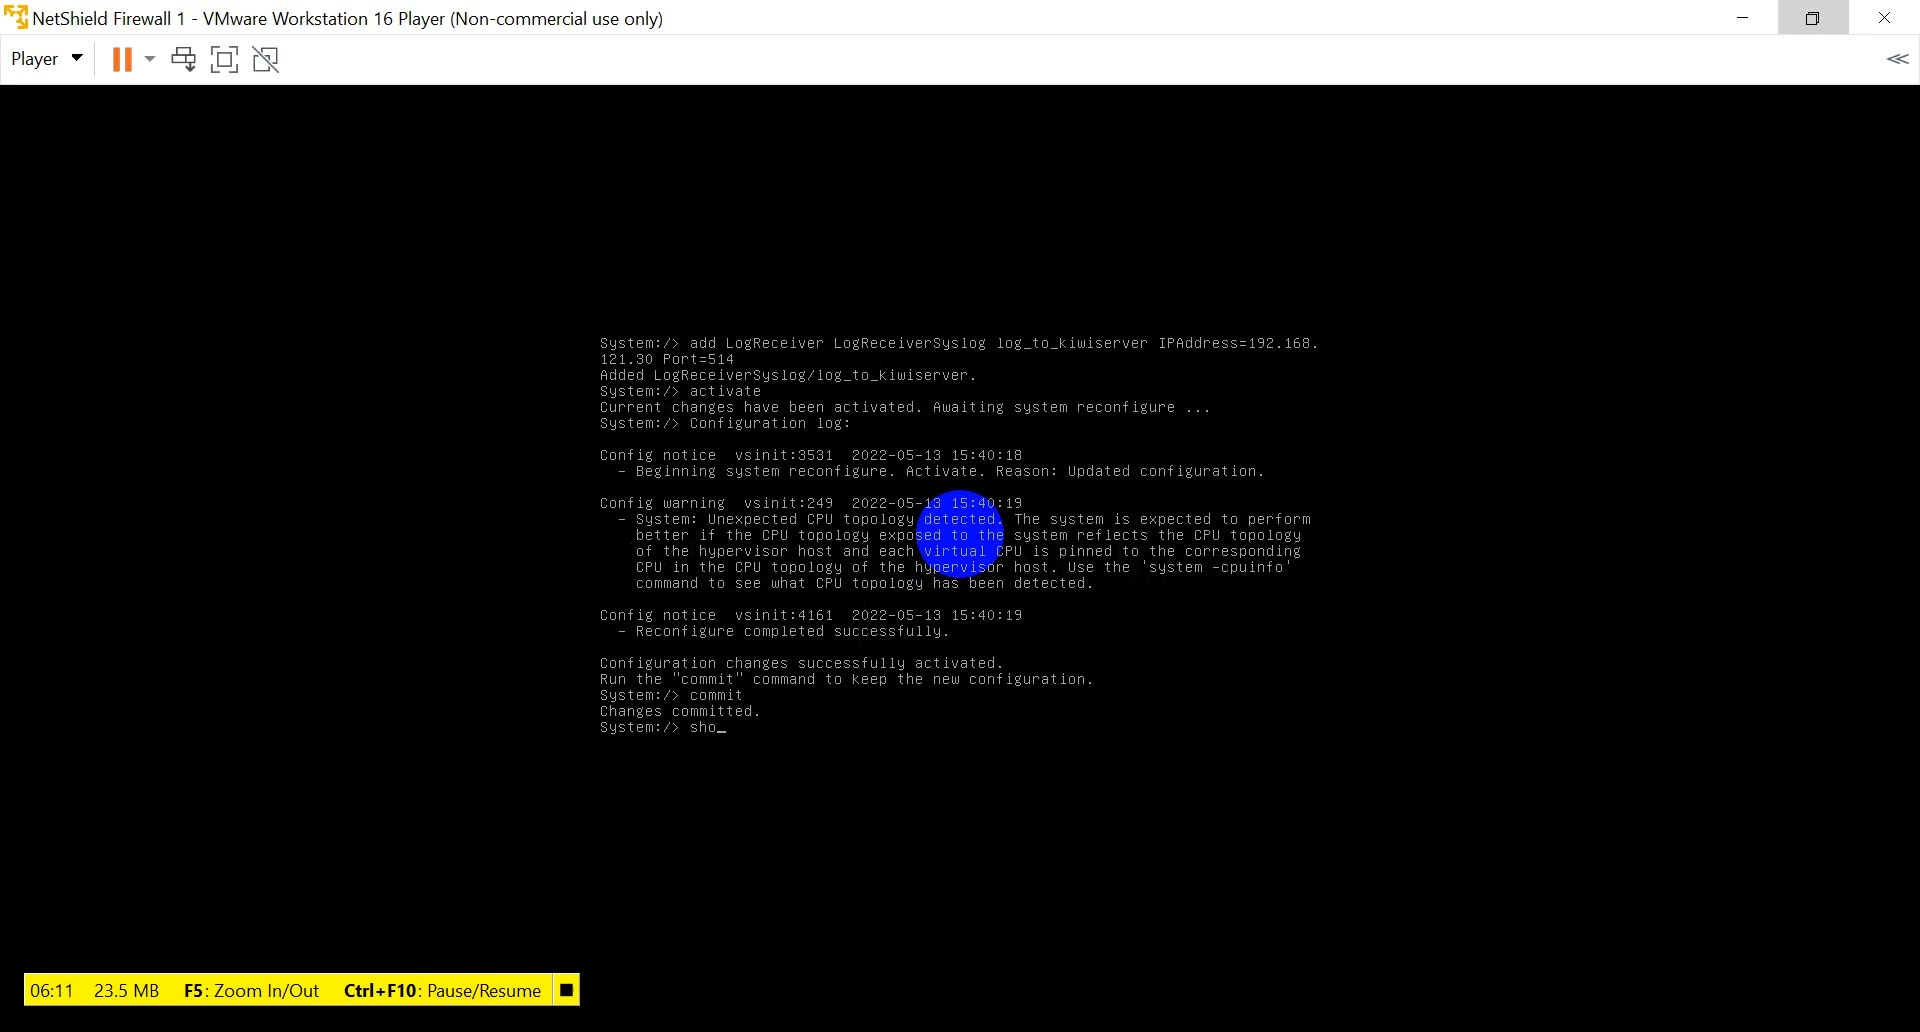 NetShield Firewall 1 - VMware Workstation 16 Player (Non-commercial use only)
Player
System:/> add LogReceiver LogReceiverSyslog log_to_kiwiserver IPAddress=192.168.
121.30 Port=514
Added LogReceiverSyslog/log_to_kiwiserver.
System:/> activate
Current changes have been activated. Awaiting system reconfigure ...
System:/> Configuration log:
Config notice  vsinit:3531  2022-05-13 15:40:18
- Beginning system reconfigure. Activate. Reason: Updated configuration.
Config warning  vsinit:249  2022-05-13 15:40:19
- System: Unexpected CPU topology detected. The system is expected to perform
better if the CPU topology exposed to the system reflects the CPU topology
of the hypervisor host and each virtual CPU is pinned to the corresponding
CPU in the CPU topology of the hypervisor host. Use the 'system -cpuinfo'
command to see what CPU topology has been detected.
Config notice  vsinit:4161  2022-05-13 15:40:19
- Reconfigure completed successfully.
Configuration changes successfully activated.
Run the "commit" command to keep the new configuration.
System:/> commit
Changes committed.
System:/> sho_
06:11 23.5 MB F5: Zoom In/Out Ctrl+F10: Pause/Resume